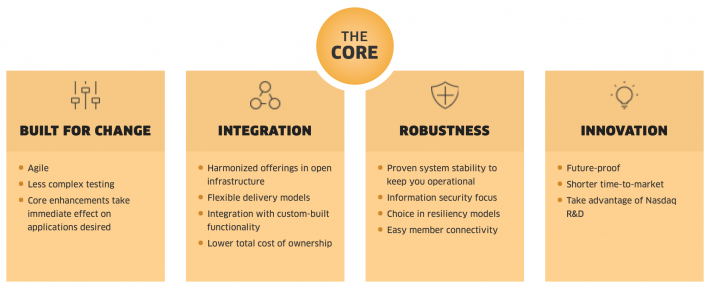 THE
CORE
BUILT FOR CHANGE
Agile
Less complex testing
Core enhancements take
immediate effect on
applications desired
INTEGRATION
Harmonized offerings in open
infrastructure
Flexible delivery models
Integration with custom-built
functionality
Lower total cost of ownership
ROBUSTNESS
Proven system stability to
keep you operational
Information security focus
Choice in resiliency models
Easy member connectivity
INNOVATION
Future-proof
Shorter time-to-market
Take advantage of Nasdaq
R&D